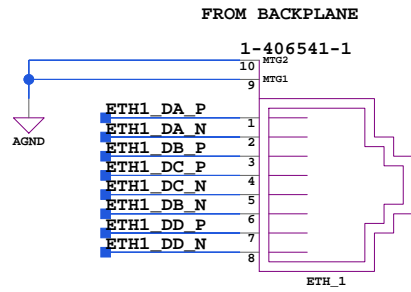 FROM BACKPLANE
1-406541-1
10 MTG2
9 MTG1
AGND
ETH1_DA_P 1
ETH1_DA_N 2
ETH1_DB_P 3
ETH1_DC_P 4
ETH1_DC_N 5
ETH1_DB_N 6
ETH1_DD_P 7
ETH1_DD_N 8
ETH_1